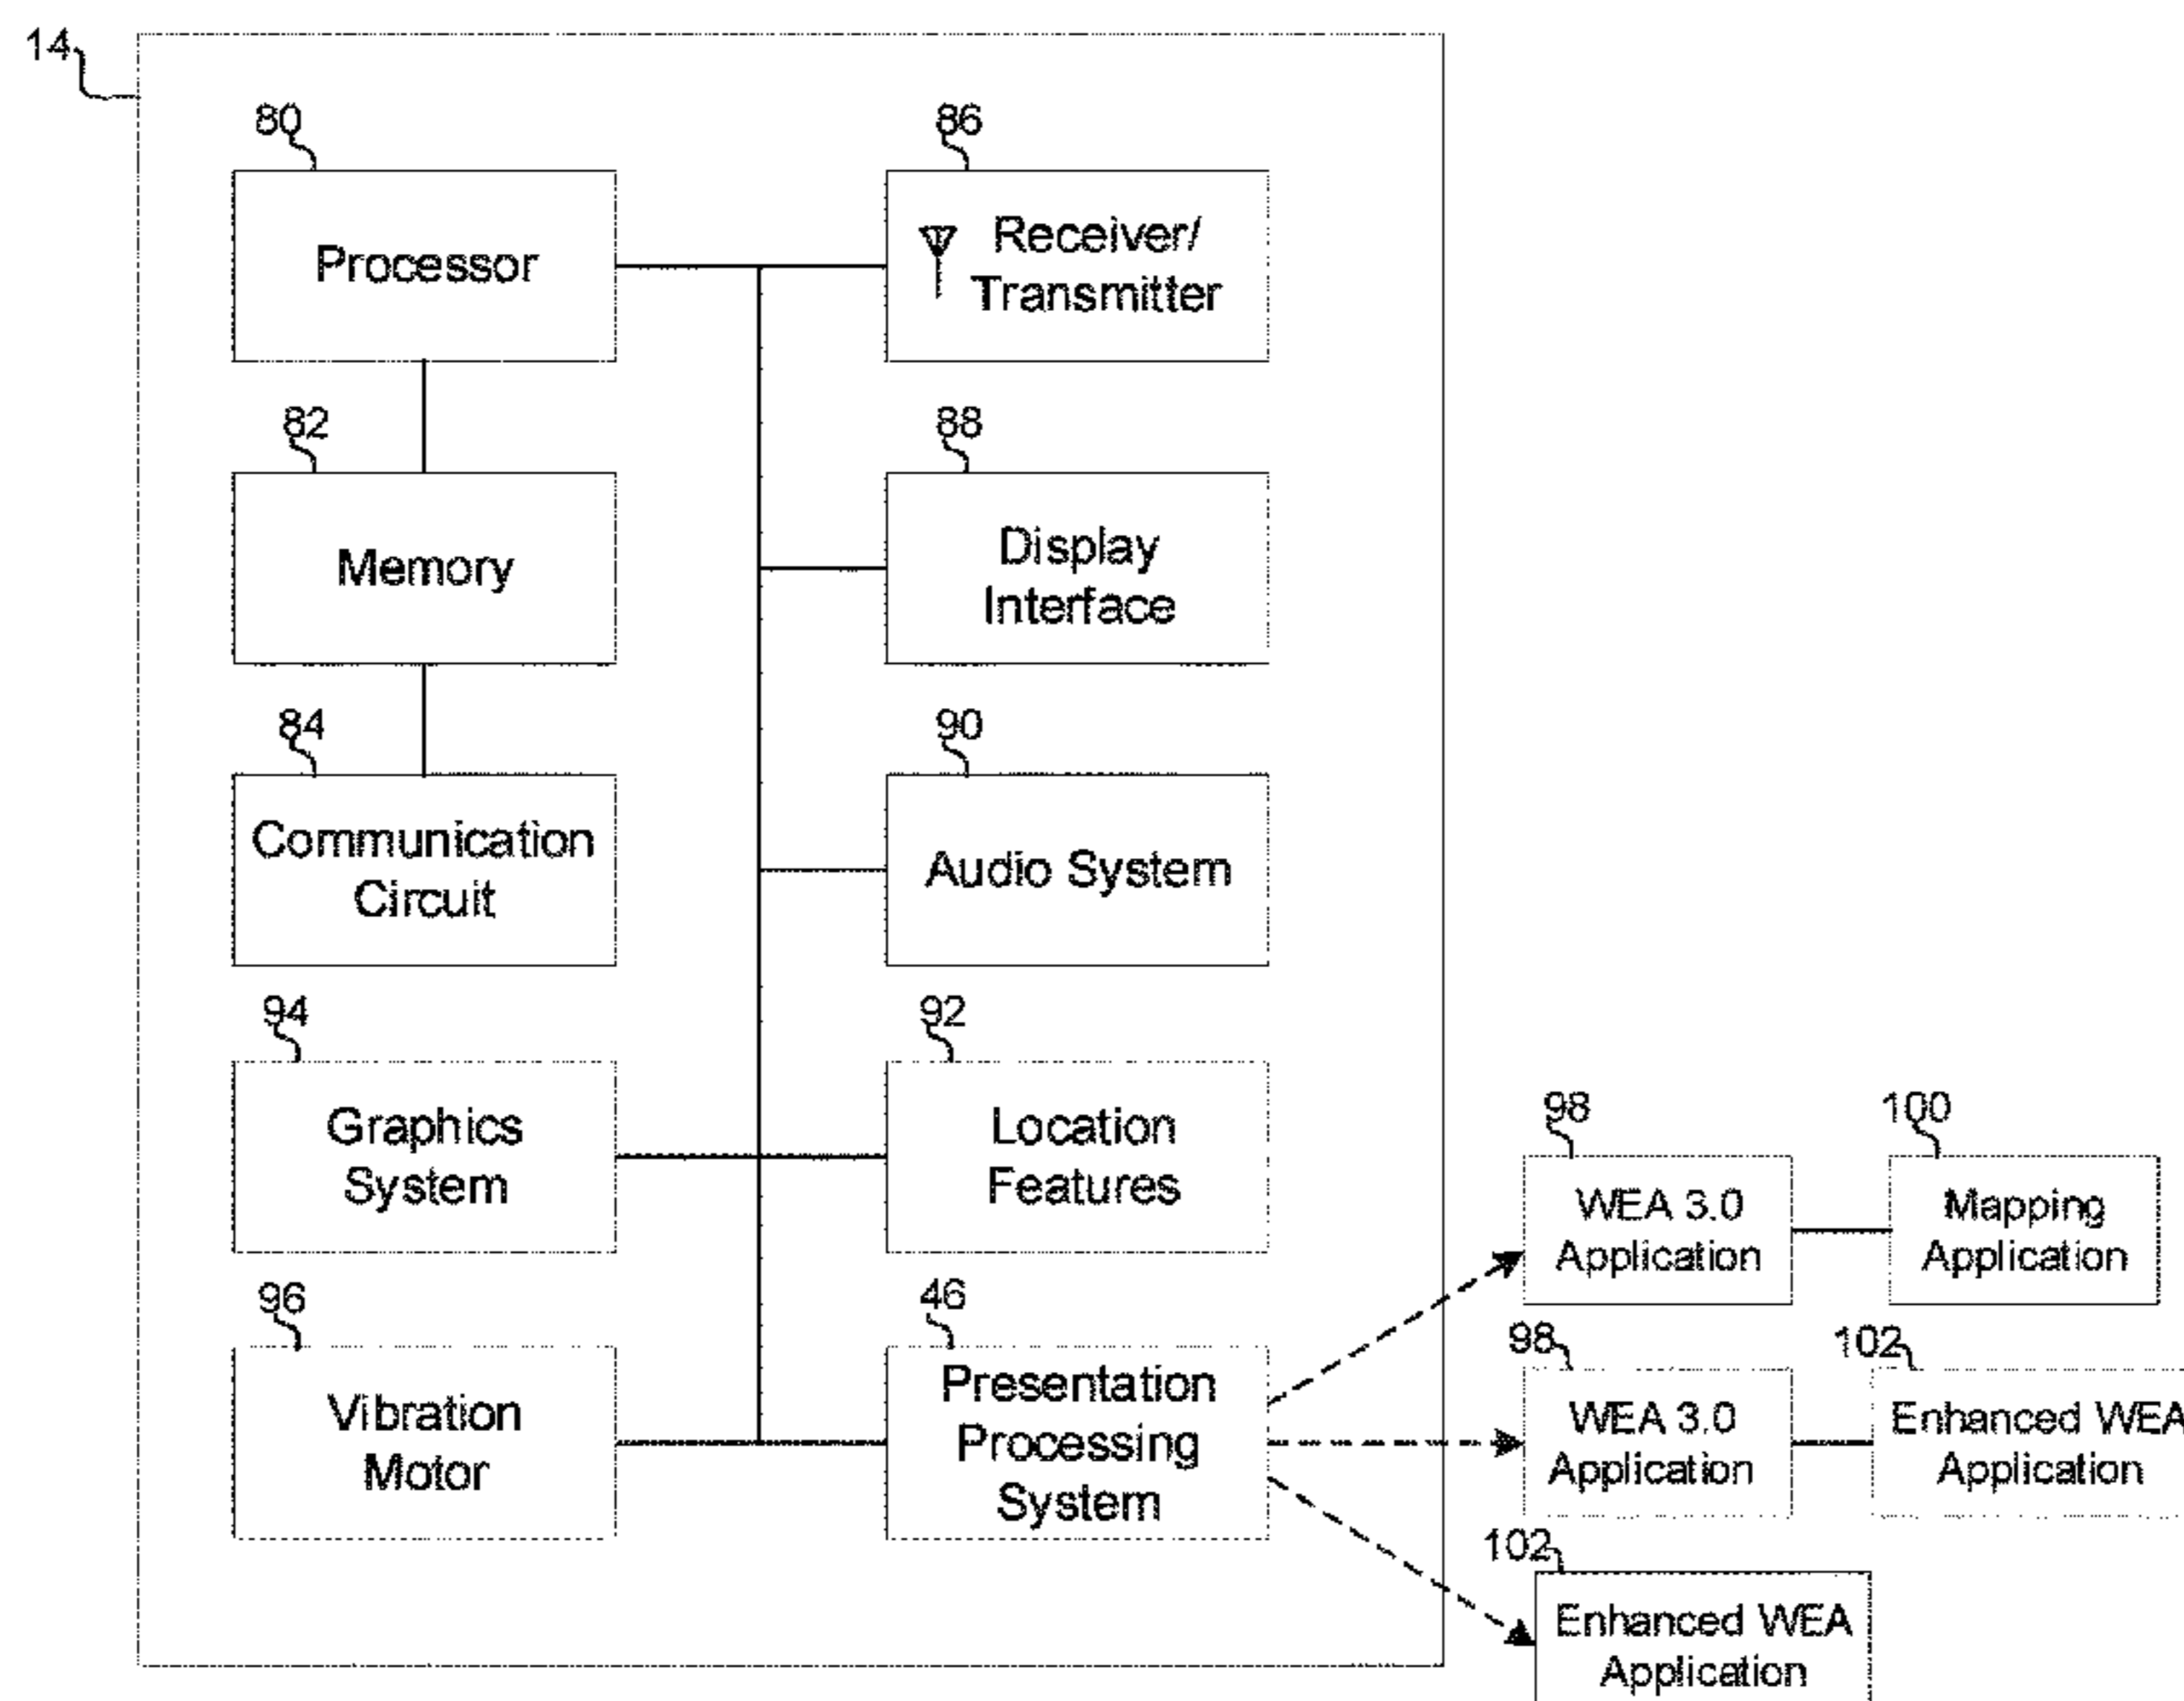 14
80
86
Processor
Receiver/
Transmitter
82
88
Memory
Display
Interface
84
90
Communication
Circuit
Audio System
94
92
Graphics
System
Location
Features
98
100
WEA 3.0
Application
Mapping
Application
96
46
Vibration
Motor
Presentation
Processing
System
98
102
WEA 3.0
Application
Enhanced WEA
Application
102
Enhanced WEA
Application